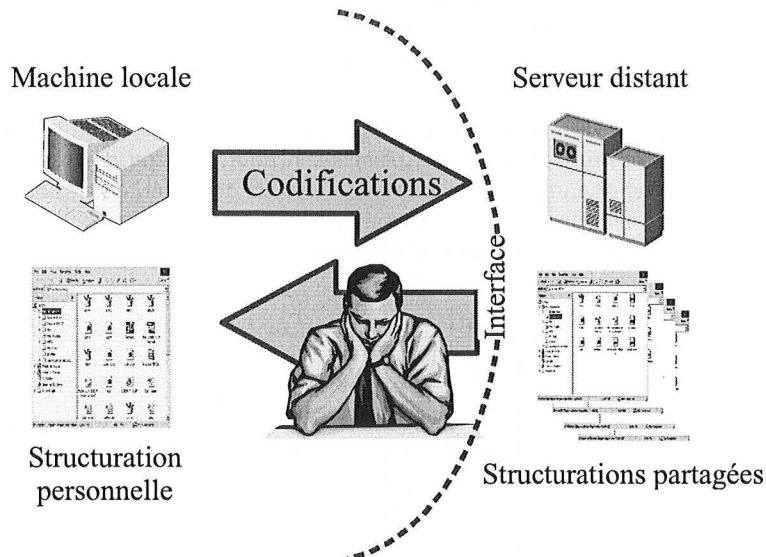 Machine locale
Serveur distant
Codifications
Interface
Structuration
personnelle
Structurations partagées